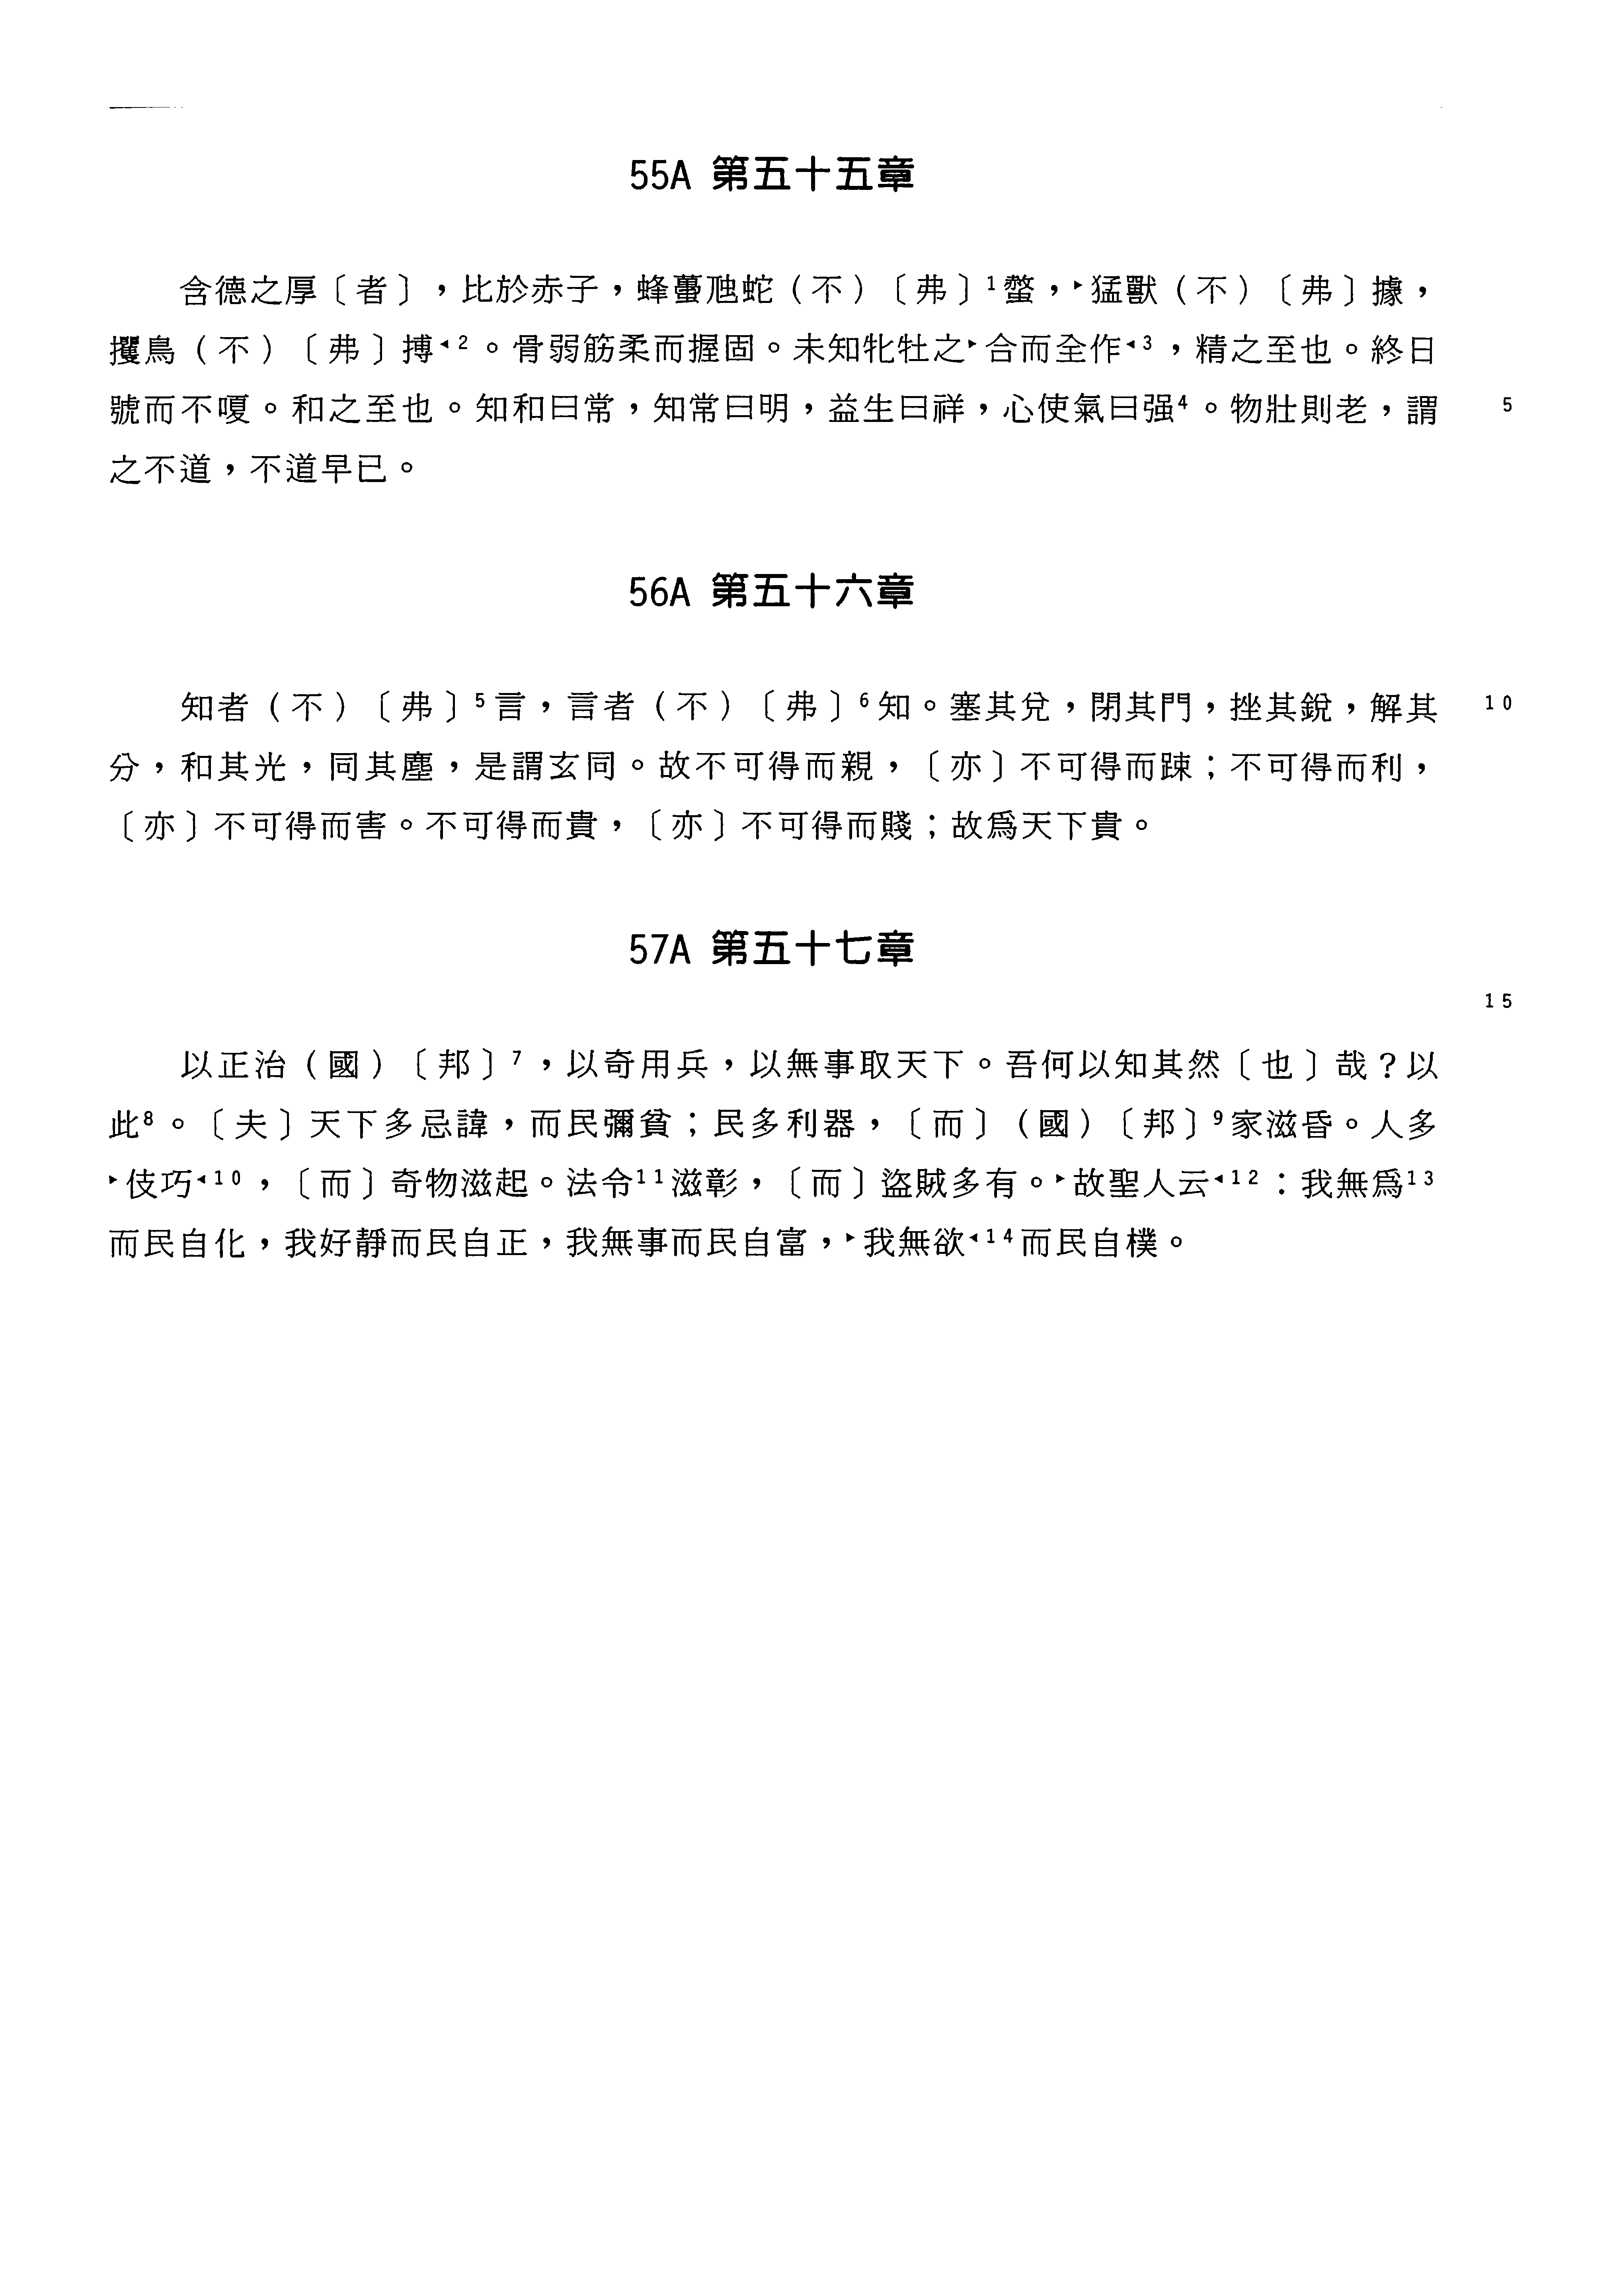 55A 第五十五章
含德之厚〔者〕，比於赤子，蜂蠆虺蛇（不）〔弗〕¹螫，▸猛獸（不）〔弗〕據，
攫鳥（不）〔弗〕搏◂²。骨弱筋柔而握固。未知牝牡之▸合而全作◂³，精之至也。終日
號而不嗄。和之至也。知和曰常，知常曰明，益生曰祥，心使氣曰强⁴。物壯則老，謂 5
之不道，不道早已。
56A 第五十六章
知者（不）〔弗〕⁵言，言者（不）〔弗〕⁶知。塞其兌，閉其門，挫其銳，解其 10
分，和其光，同其塵，是謂玄同。故不可得而親，〔亦〕不可得而踈；不可得而利，
〔亦〕不可得而害。不可得而貴，〔亦〕不可得而賤；故爲天下貴。
57A 第五十七章
15
以正治（國）〔邦〕⁷，以奇用兵，以無事取天下。吾何以知其然〔也〕哉？以
此⁸。〔夫〕天下多忌諱，而民彌貧；民多利器，〔而〕（國）〔邦〕⁹家滋昏。人多
▸伎巧◂¹⁰，〔而〕奇物滋起。法令¹¹滋彰，〔而〕盜賊多有。▸故聖人云◂¹²：我無爲¹³
而民自化，我好靜而民自正，我無事而民自富，▸我無欲◂¹⁴而民自樸。